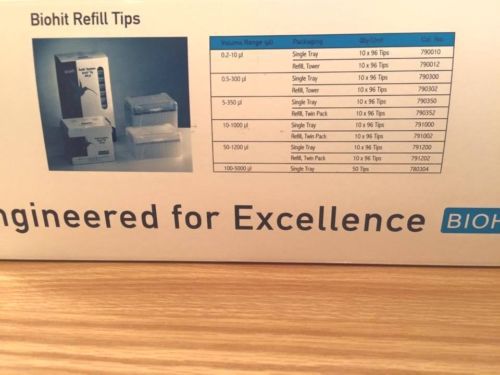 Biohit Refill Tips
Volume Range (µl) Packaging Qty/Unit Cat. No.
0.2-10 µl Single Tray 10 x 96 Tips 790010
Refill, Tower 10 x 96 Tips 790012
0.5-300 µl Single Tray 10 x 96 Tips 790300
Refill, Tower 10 x 96 Tips 790302
5-350 µl Single Tray 10 x 96 Tips 790350
Refill, Twin Pack 10 x 96 Tips 790352
10-1000 µl Single Tray 10 x 96 Tips 791000
Refill, Twin Pack 10 x 96 Tips 791002
50-1200 µl Single Tray 10 x 96 Tips 791200
Refill, Twin Pack 10 x 96 Tips 791202
100-5000 µl Single Tray 50 Tips 780304
ngineered for Excellence BIOH